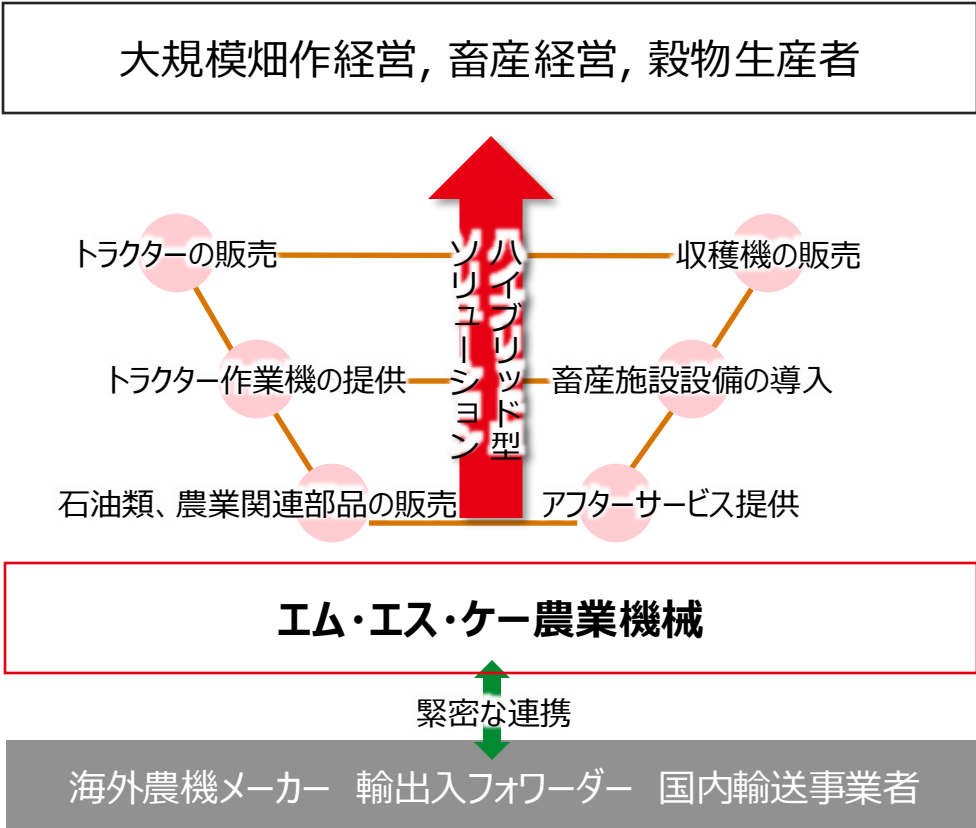 大規模畑作経営, 畜産経営, 穀物生産者
ハイブリッド型
ソリューション
トラクターの販売
収穫機の販売
トラクター作業機の提供
畜産施設設備の導入
石油類、農業関連部品の販売
アフターサービス提供
エム・エス・ケー農業機械
緊密な連携
海外農機メーカー 輸出入フォワーダー 国内輸送事業者